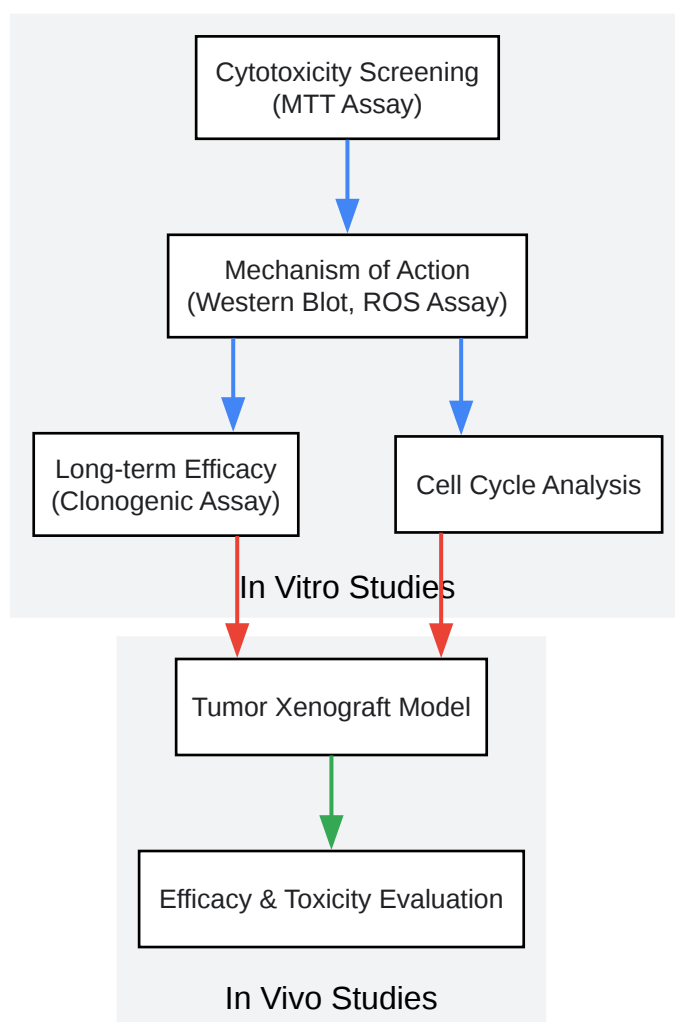 Cytotoxicity Screening
(MTT Assay)
Mechanism of Action
(Western Blot, ROS Assay)
Long-term Efficacy
(Clonogenic Assay)
Cell Cycle Analysis
In Vitro Studies
Tumor Xenograft Model
Efficacy & Toxicity Evaluation
In Vivo Studies